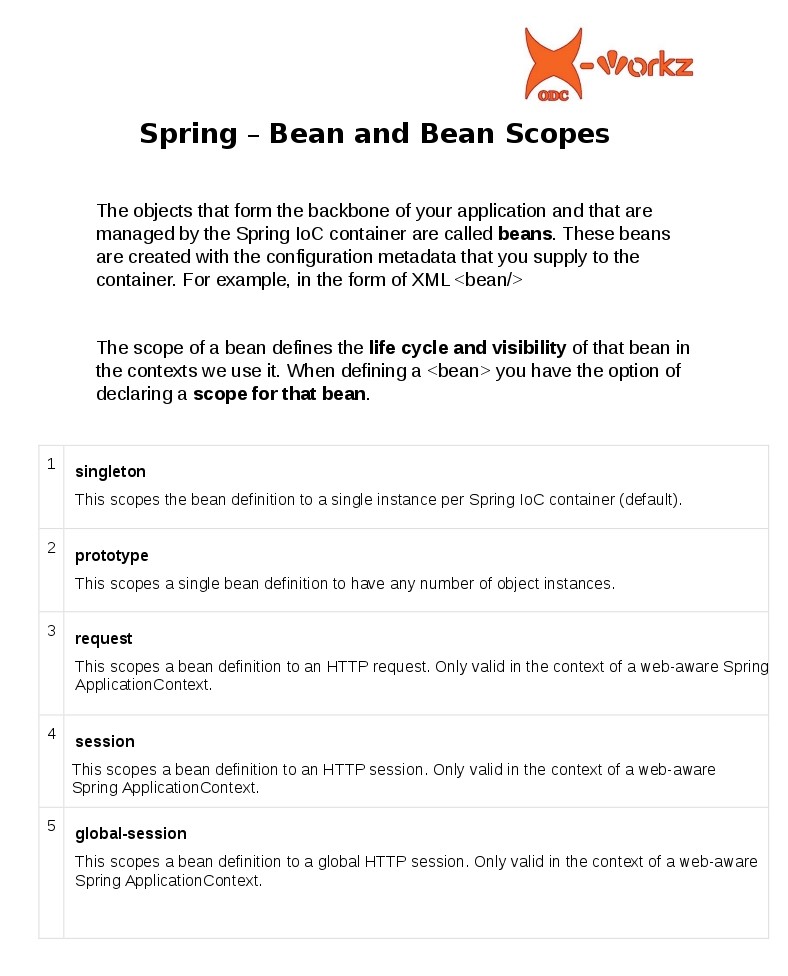 X-workz
ODC
Spring – Bean and Bean Scopes
The objects that form the backbone of your application and that are
managed by the Spring IoC container are called beans. These beans
are created with the configuration metadata that you supply to the
container. For example, in the form of XML <bean/>
The scope of a bean defines the life cycle and visibility of that bean in
the contexts we use it. When defining a <bean> you have the option of
declaring a scope for that bean.
1
singleton
This scopes the bean definition to a single instance per Spring IoC container (default).
2
prototype
This scopes a single bean definition to have any number of object instances.
3
request
This scopes a bean definition to an HTTP request. Only valid in the context of a web-aware Spring
ApplicationContext.
4
session
This scopes a bean definition to an HTTP session. Only valid in the context of a web-aware
Spring ApplicationContext.
5
global-session
This scopes a bean definition to a global HTTP session. Only valid in the context of a web-aware
Spring ApplicationContext.